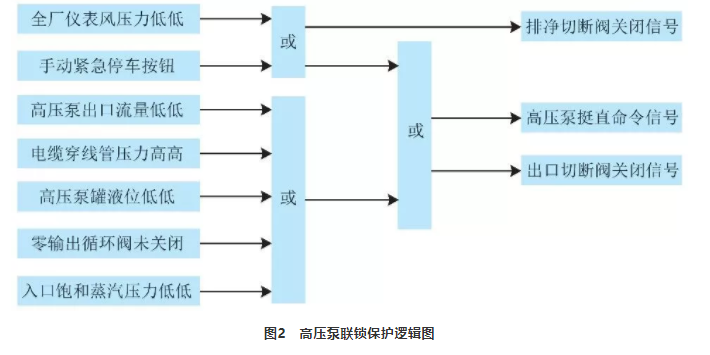 全厂仪表风压力低低
手动紧急停车按钮
高压泵出口流量低低
电缆穿线管压力高高
高压泵罐液位低低
零输出循环阀未关闭
入口饱和蒸汽压力低低
或
或
或
排净切断阀关闭信号
高压泵挺直命令信号
出口切断阀关闭信号
图2 高压泵联锁保护逻辑图